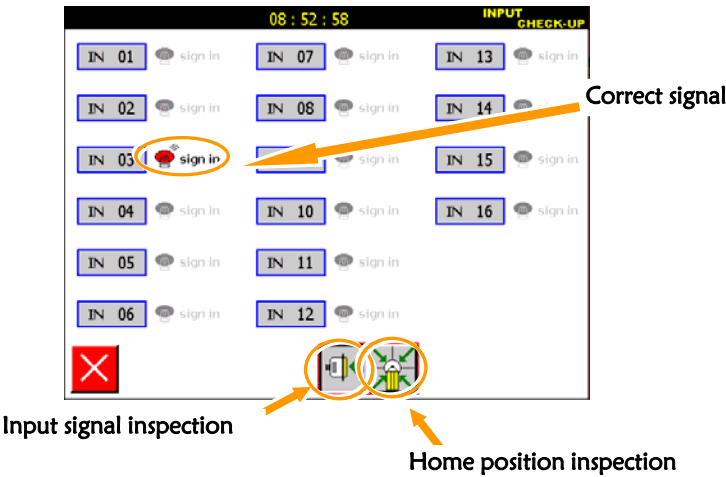 08 : 52 : 58
INPUT
CHECK-UP
IN 01 sign in
IN 07 sign in
IN 13 sign in
IN 02 sign in
IN 08 sign in
IN 14
Correct signal
IN 03 sign in
sign in
IN 15 sign in
IN 04 sign in
IN 10 sign in
IN 16 sign in
IN 05 sign in
IN 11 sign in
IN 06 sign in
IN 12 sign in
Input signal inspection
Home position inspection